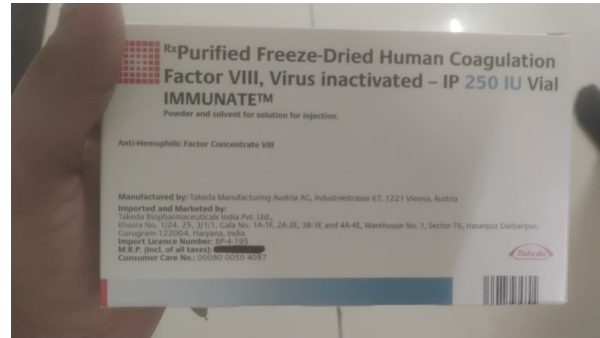 RxPurified Freeze-Dried Human Coagulation
Factor VIII, Virus inactivated – IP 250 IU Vial
IMMUNATE™
Powder and solvent for solution for injection.
Anti-Hemophilic Factor Concentrate VIII
Manufactured by: Takeda Manufacturing Austria AG, Industriestrasse 67, 1221 Vienna, Austria
Imported and Marketed by:
Takeda Biopharmaceuticals India Pvt. Ltd.,
Khasra No. 1/24, 25, 3/1/1, Gala No. 1A-1F, 2A-2E, 3B-3E and 4A-4E, Warehouse No. 1, Sector-76, Hasanpur Darbaripur,
Gurugram-122004, Haryana, India
Import Licence Number: BP-4-195
M.R.P. (Incl. of all taxes):
Consumer Care No.: 00080 0050 4087
Takeda